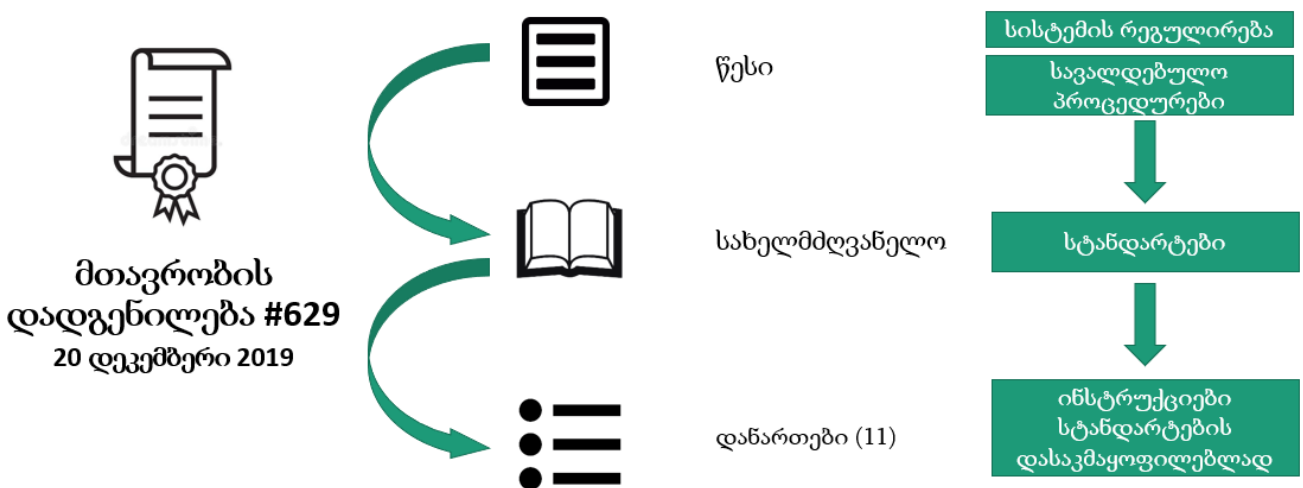 მთავრობის
დადგენილება #629
20 დეკემბერი 2019
წესი
სახელმძღვანელო
დანართები (11)
სისტემის რეგულირება
სავალდებულო
პროცედურები
სტანდარტები
ინსტრუქციები
სტანდარტების
დასაკმაყოფილებლად